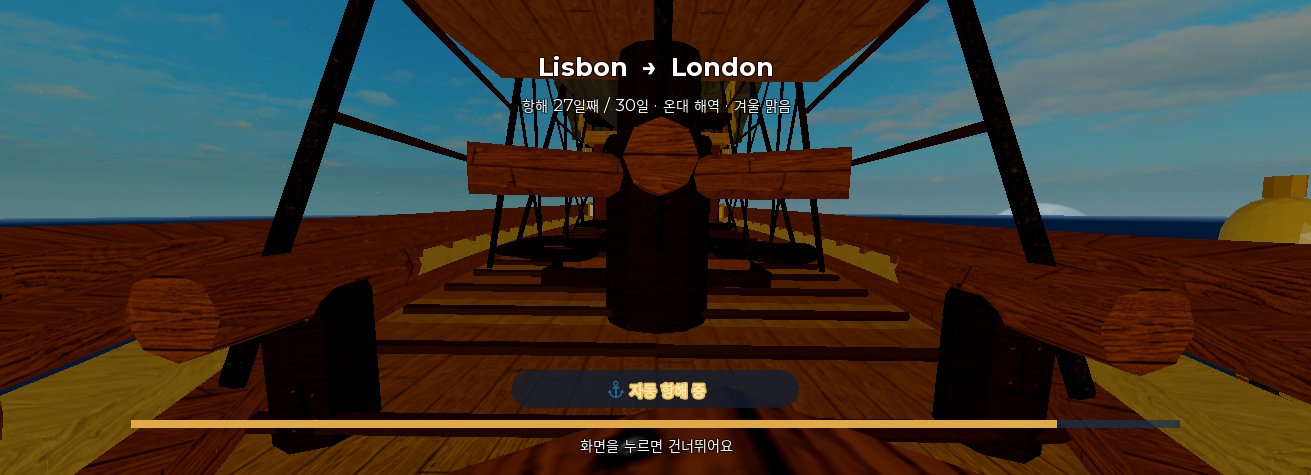 Lisbon → London
항해 27일째 / 30일 · 온대 해역 · 겨울 맑음
⚓ 자동 항해 중
화면을 누르면 건너뛰어요